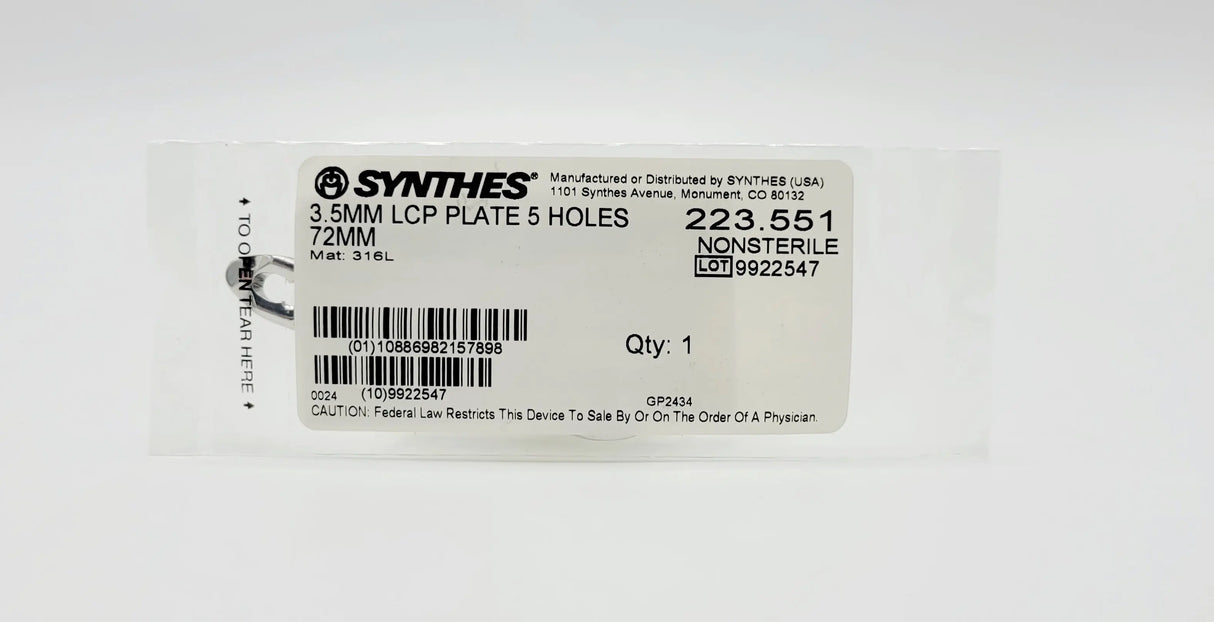 SYNTHES®
Manufactured or Distributed by SYNTHES (USA)
1101 Synthes Avenue, Monument, CO 80132
3.5MM LCP PLATE 5 HOLES
72MM
Mat: 316L
223.551
NONSTERILE
LOT 9922547
(01)10886982157898
Qty: 1
(10)9922547
0024
GP2434
CAUTION: Federal Law Restricts This Device To Sale By Or On The Order Of A Physician.
TO OPEN TEAR HERE